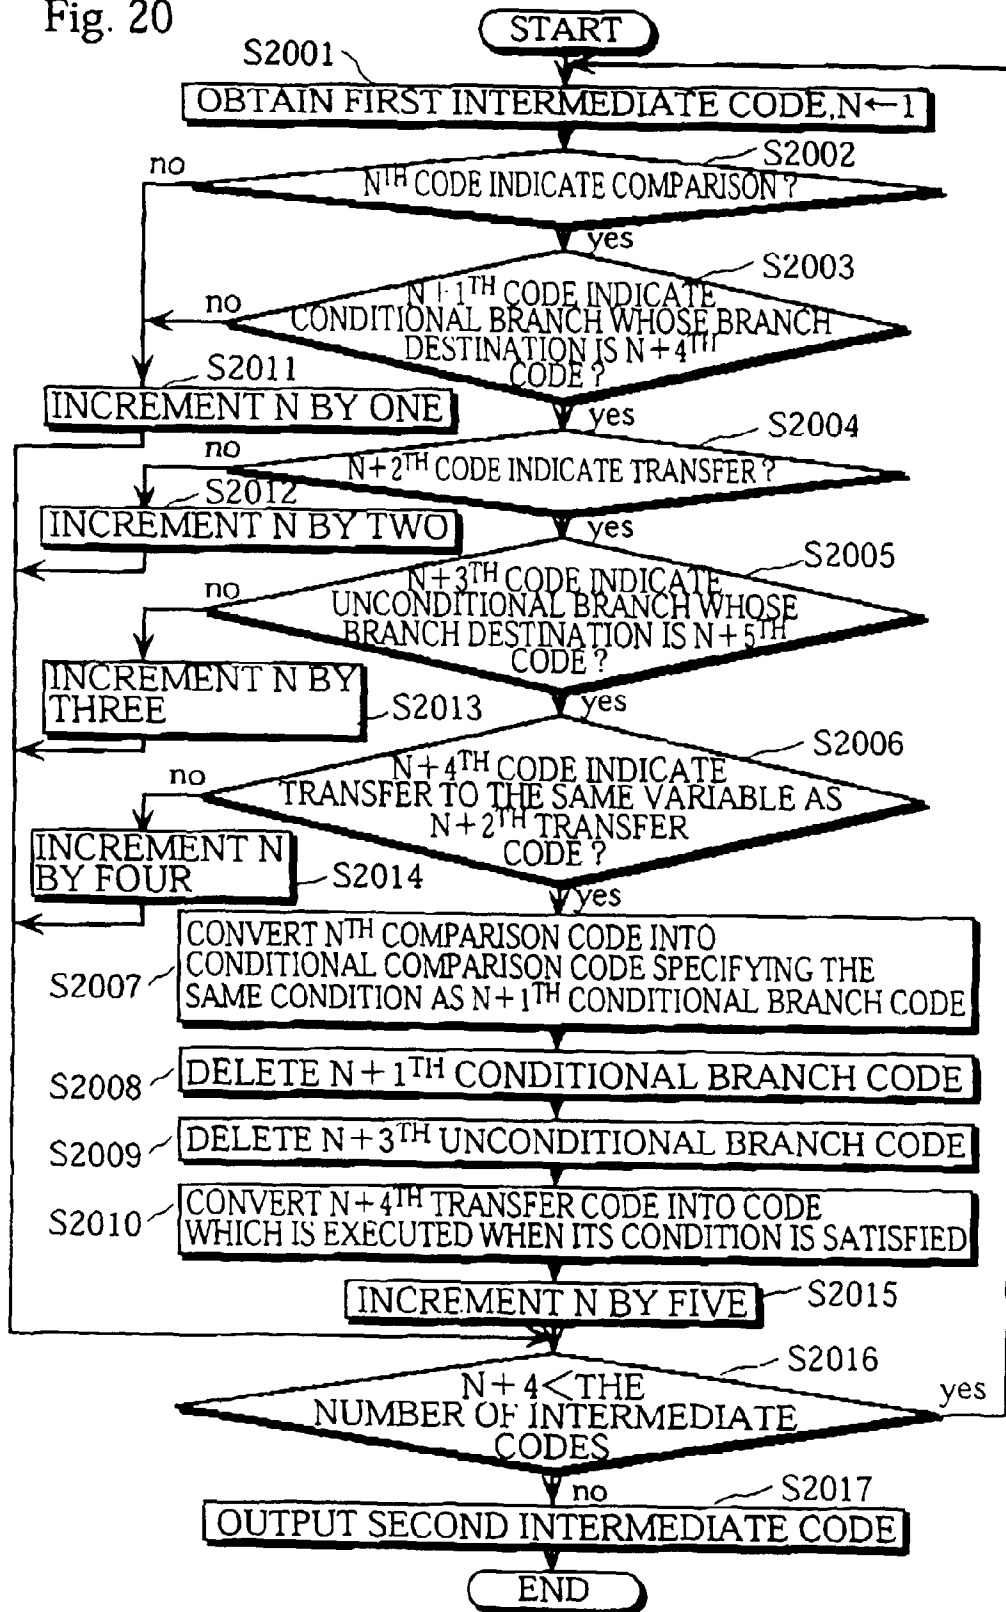 Fig. 20
START
S2001
OBTAIN FIRST INTERMEDIATE CODE,N←1
S2002
no
NTH CODE INDICATE COMPARISON?
yes
S2003
no
N+1TH CODE INDICATE
CONDITIONAL BRANCH WHOSE BRANCH
DESTINATION IS N+4TH
CODE?
S2011
INCREMENT N BY ONE
yes
S2004
no
N+2TH CODE INDICATE TRANSFER?
S2012
INCREMENT N BY TWO
yes
S2005
no
N+3TH CODE INDICATE
UNCONDITIONAL BRANCH WHOSE
BRANCH DESTINATION IS N+5TH
CODE?
INCREMENT N BY
THREE
S2013
yes
S2006
no
N+4TH CODE INDICATE
TRANSFER TO THE SAME VARIABLE AS
N+2TH TRANSFER
CODE?
INCREMENT N
BY FOUR
S2014
yes
S2007
CONVERT NTH COMPARISON CODE INTO
CONDITIONAL COMPARISON CODE SPECIFYING THE
SAME CONDITION AS N+1TH CONDITIONAL BRANCH CODE
S2008
DELETE N+1TH CONDITIONAL BRANCH CODE
S2009
DELETE N+3TH UNCONDITIONAL BRANCH CODE
S2010
CONVERT N+4TH TRANSFER CODE INTO CODE
WHICH IS EXECUTED WHEN ITS CONDITION IS SATISFIED
INCREMENT N BY FIVE
S2015
S2016
N+4<THE
NUMBER OF INTERMEDIATE
CODES
yes
no
S2017
OUTPUT SECOND INTERMEDIATE CODE
END